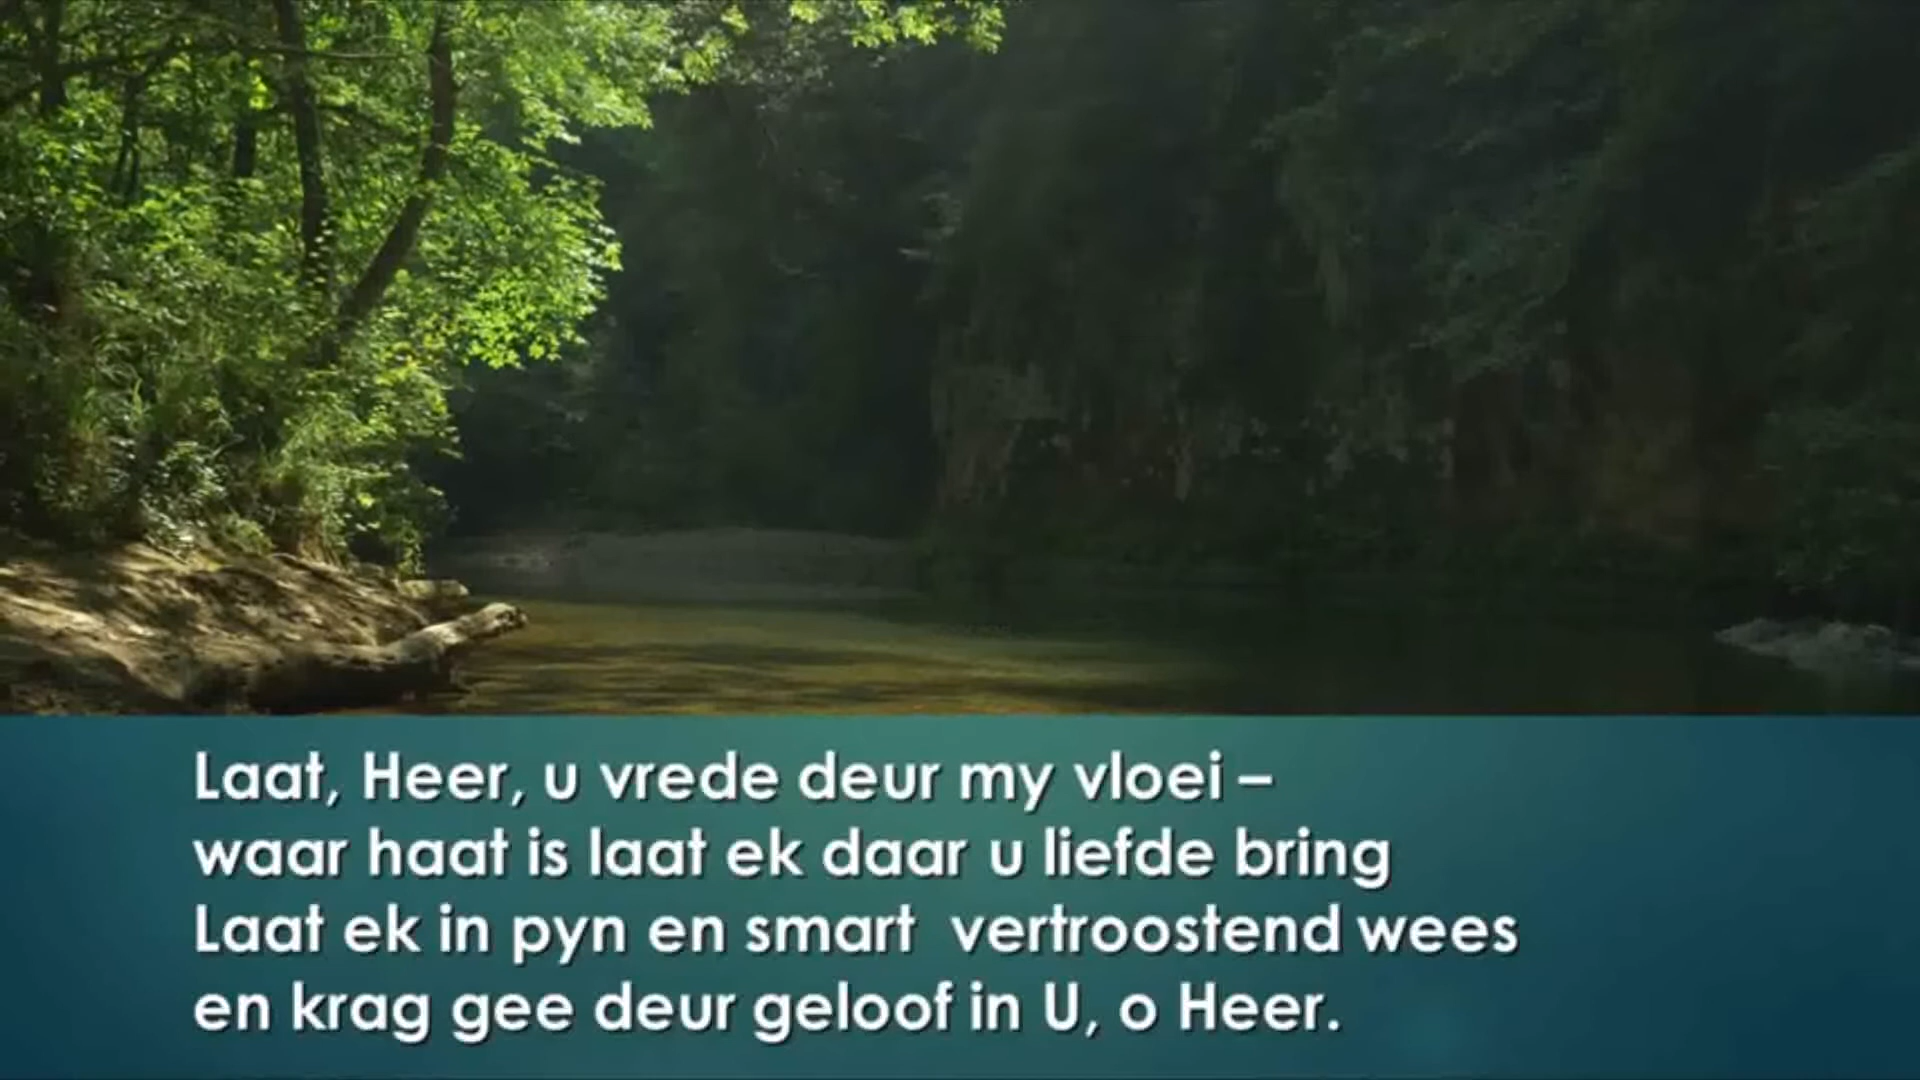 Laat, Heer, u vrede deur my vloei –
waar haat is laat ek daar u liefde bring
Laat ek in pyn en smart  vertroostend wees
en krag gee deur geloof in U, o Heer.